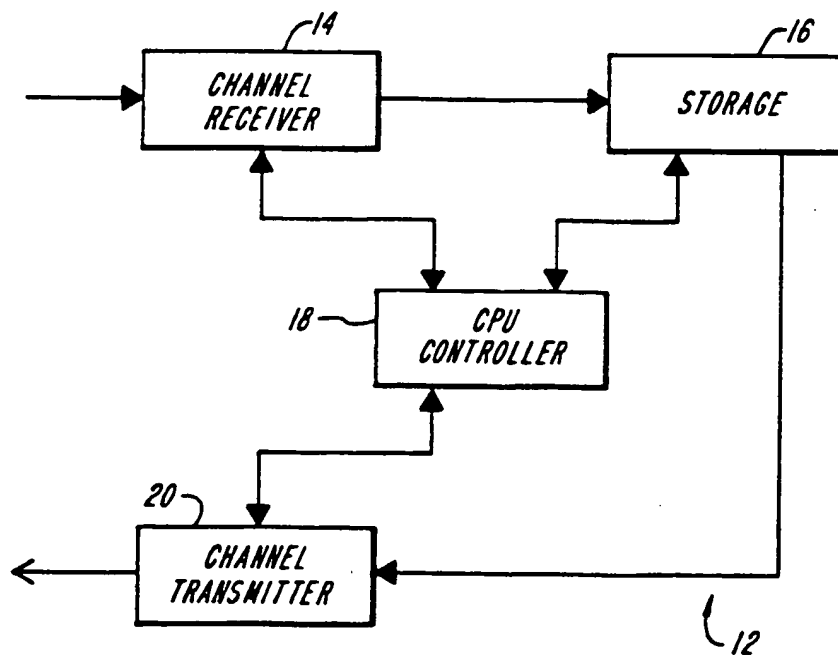 14
16
CHANNEL
RECEIVER
STORAGE
18
CPU
CONTROLLER
20
CHANNEL
TRANSMITTER
12